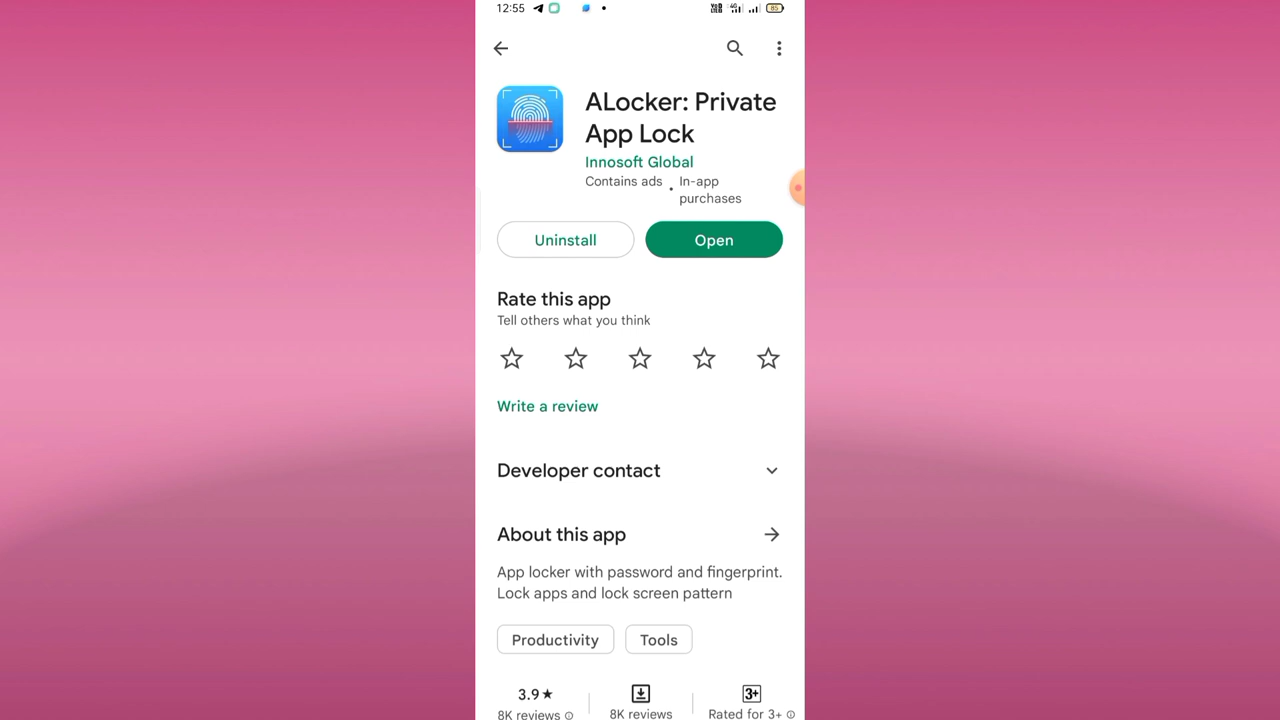 12:55
85
ALocker: Private
App Lock
Innosoft Global
Contains ads • In-app
purchases
Uninstall
Open
Rate this app
Tell others what you think
Write a review
Developer contact
About this app
App locker with password and fingerprint.
Lock apps and lock screen pattern
Productivity
Tools
3.9★
3+
8K reviews
8K reviews
Rated for 3+